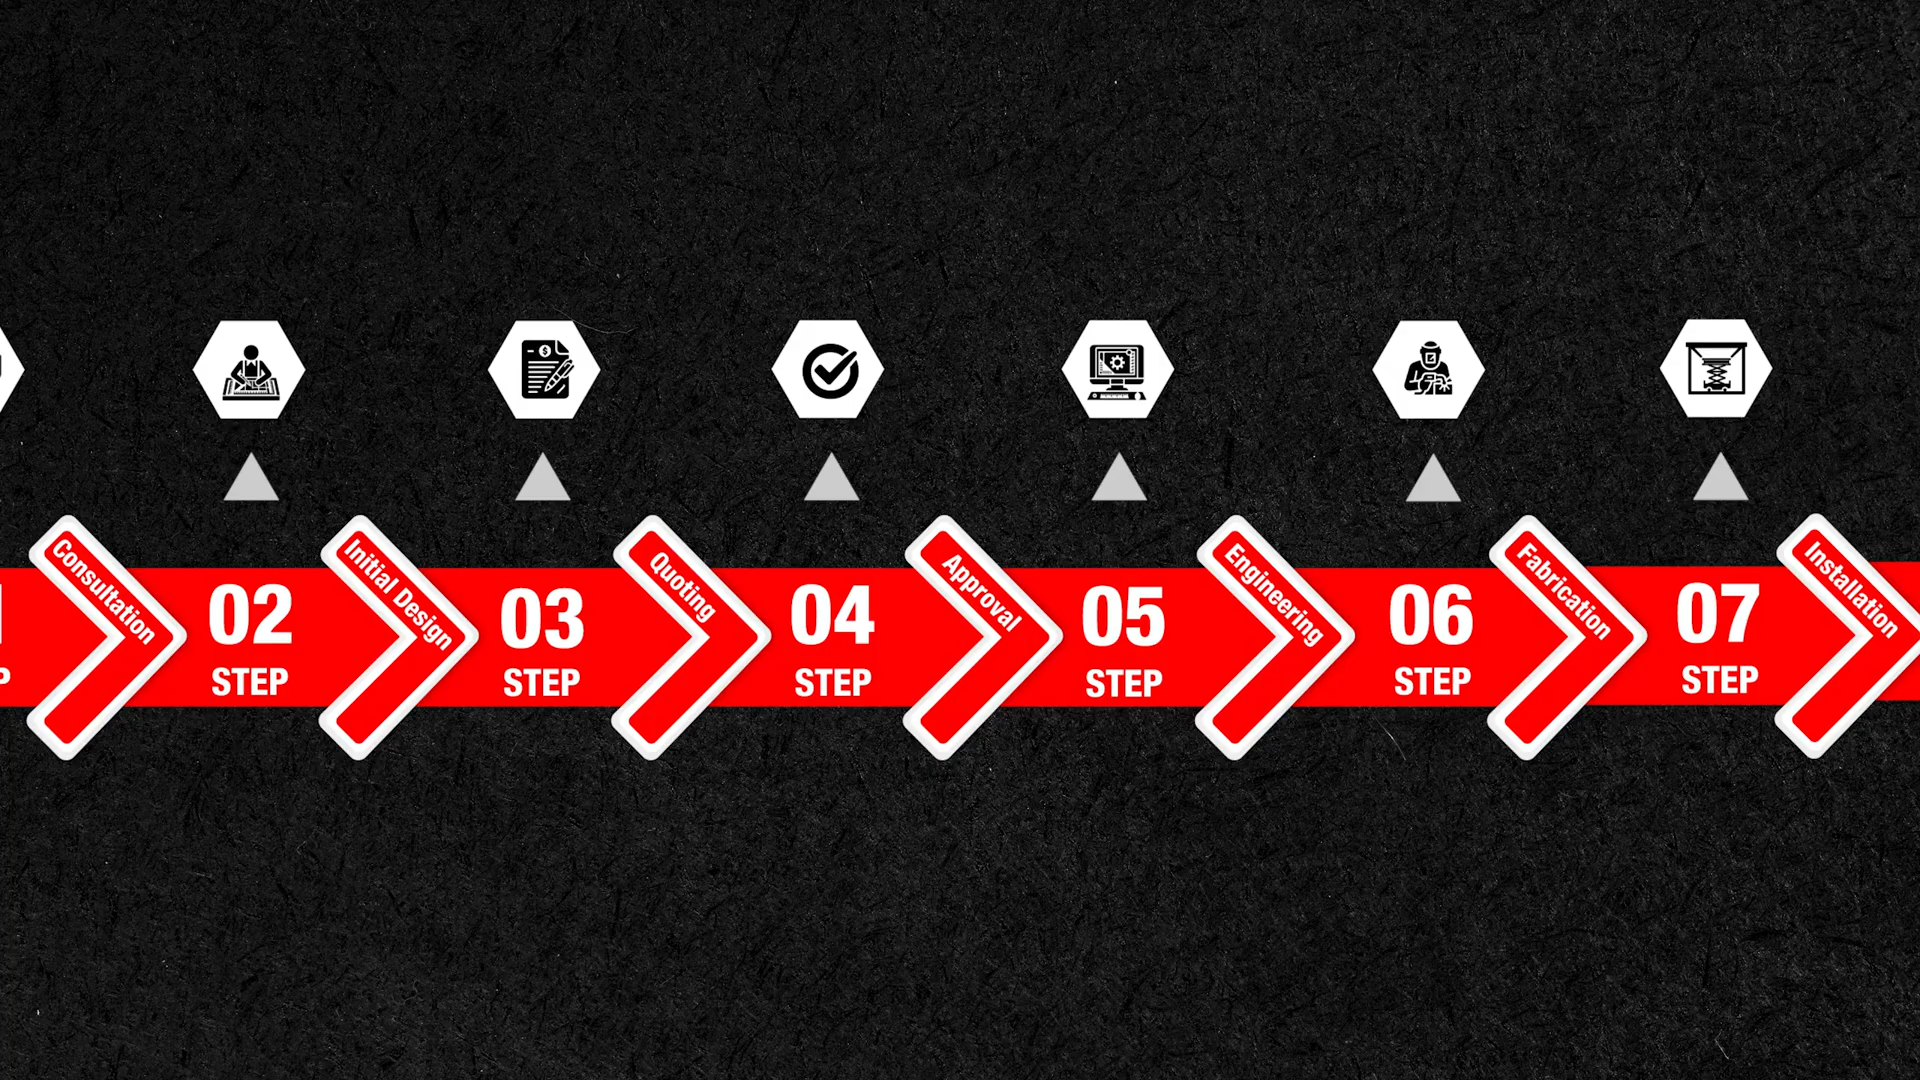 Consultation
02
STEP
Initial Design
03
STEP
Quoting
04
STEP
Approval
05
STEP
Engineering
06
STEP
Fabrication
07
STEP
Installation